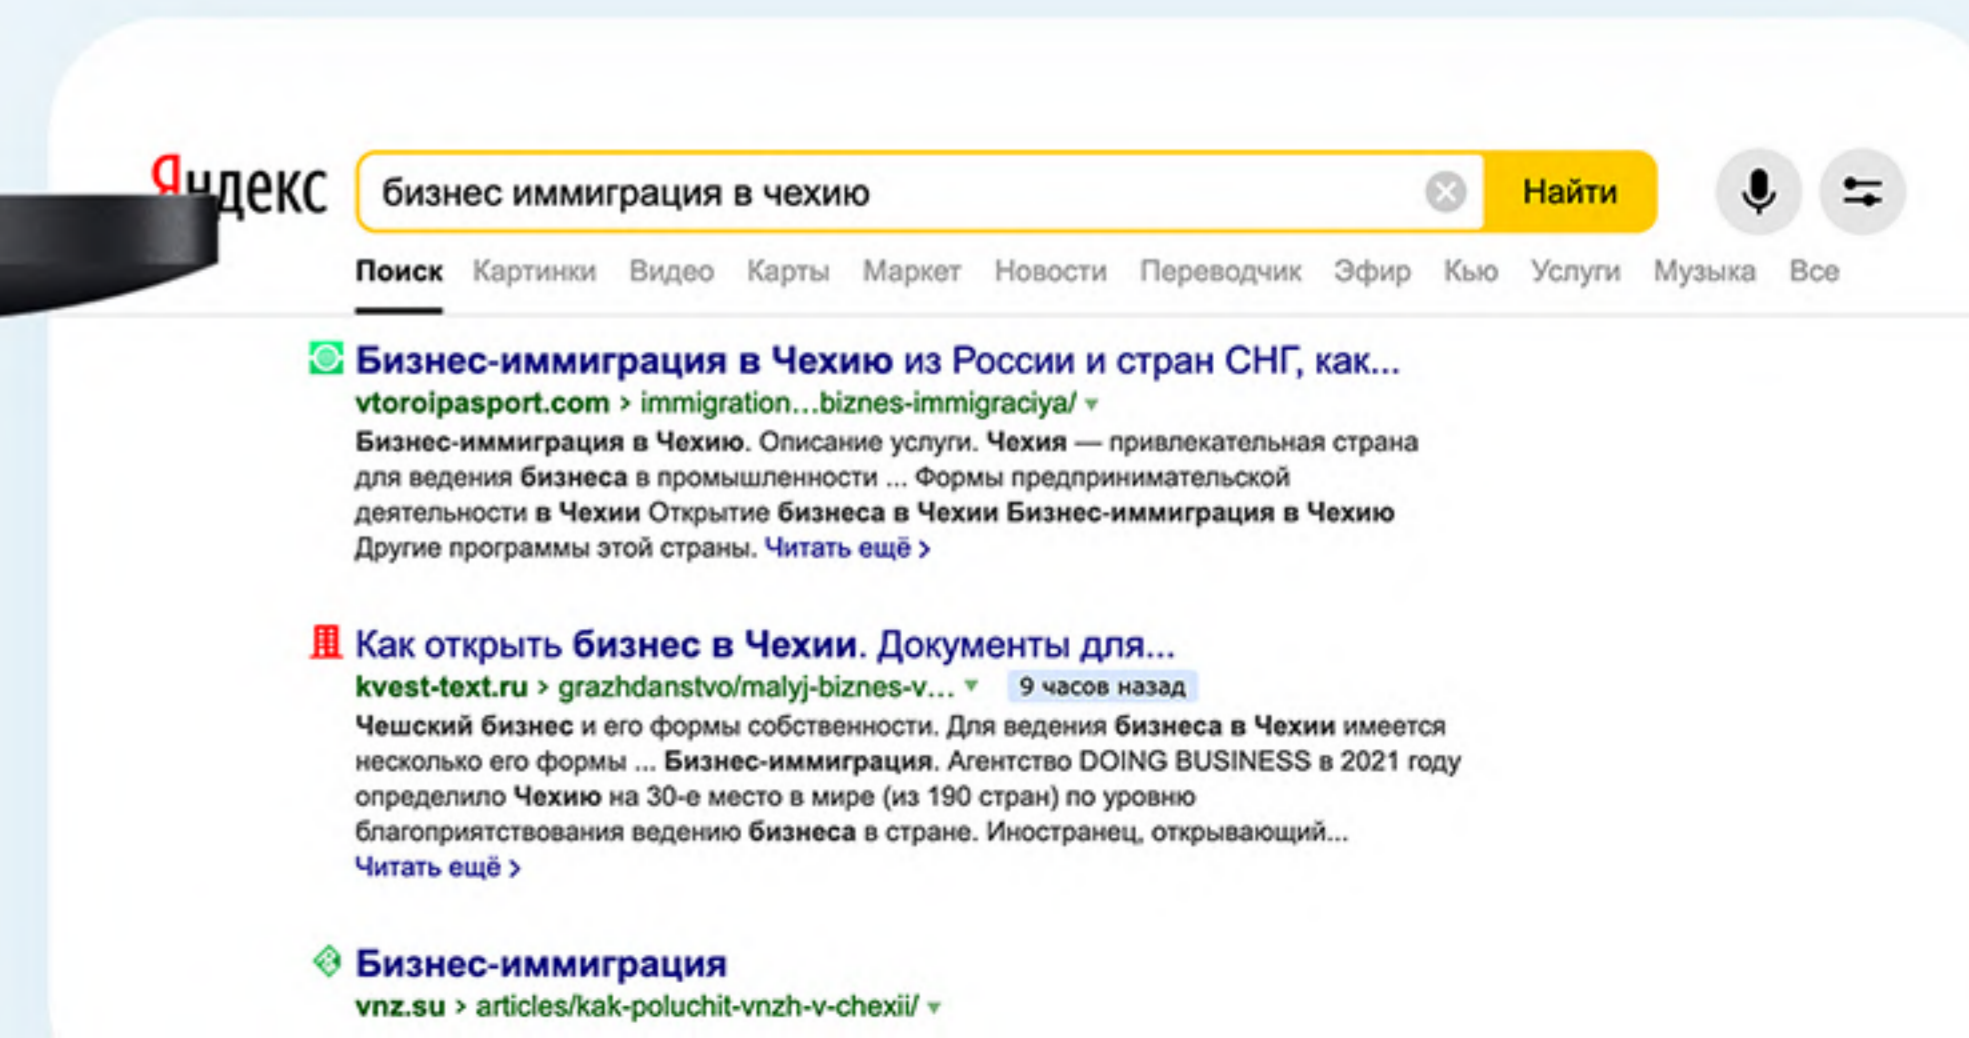 Яндекс
бизнес иммиграция в чехию
Найти
Поиск Картинки Видео Карты Маркет Новости Переводчик Эфир Кью Услуги Музыка Все
Бизнес-иммиграция в Чехию из России и стран СНГ, как...
vtoroipasport.com › immigration...biznes-immigraciya/
Бизнес-иммиграция в Чехию. Описание услуги. Чехия — привлекательная страна
для ведения бизнеса в промышленности ... Формы предпринимательской
деятельности в Чехии Открытие бизнеса в Чехии Бизнес-иммиграция в Чехию
Другие программы этой страны. Читать ещё ›
Как открыть бизнес в Чехии. Документы для...
kvest-text.ru › grazhdanstvo/malyj-biznes-v... 9 часов назад
Чешский бизнес и его формы собственности. Для ведения бизнеса в Чехии имеется
несколько его формы ... Бизнес-иммиграция. Агентство DOING BUSINESS в 2021 году
определило Чехию на 30-е место в мире (из 190 стран) по уровню
благоприятствования ведению бизнеса в стране. Иностранец, открывающий...
Читать ещё ›
Бизнес-иммиграция
vnz.su › articles/kak-poluchit-vnzh-v-chexii/